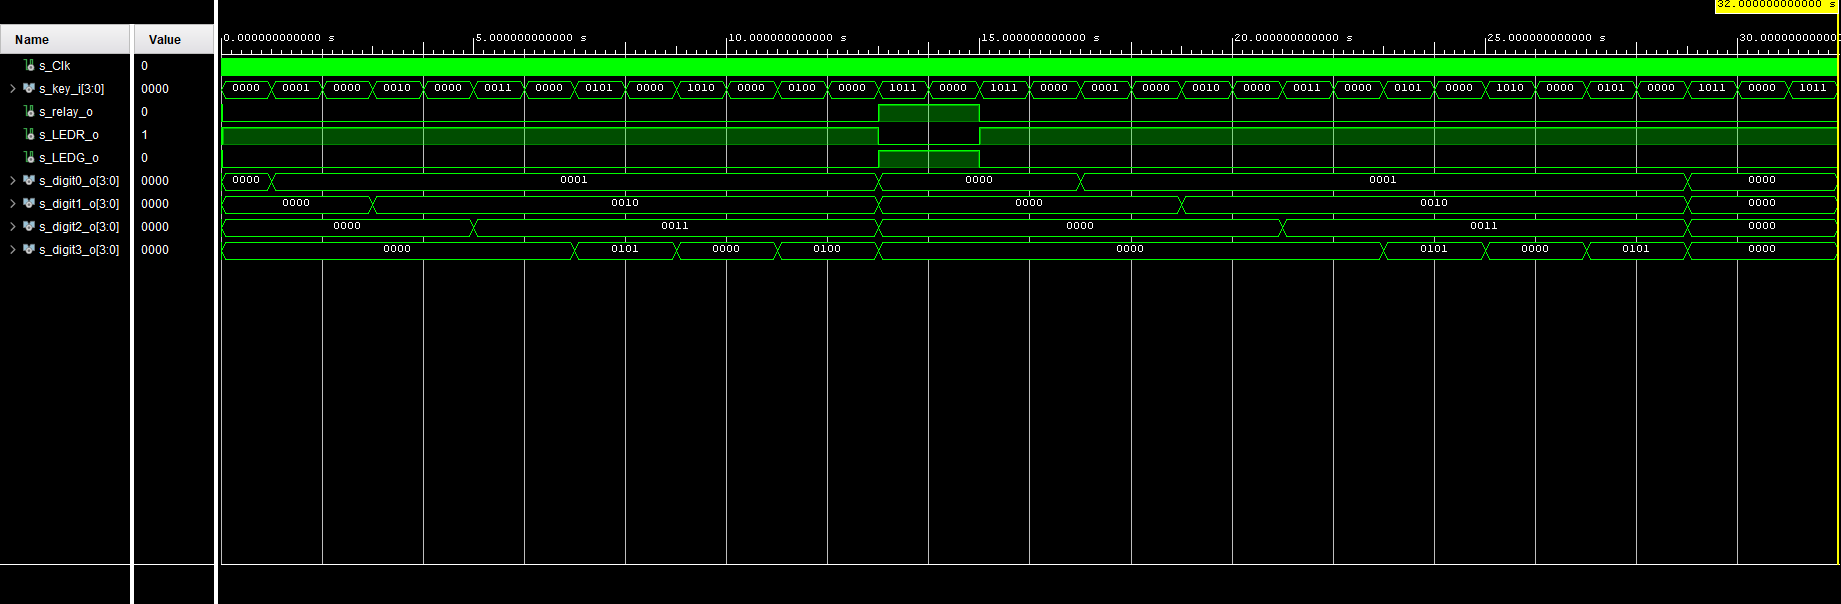 32.000000000000 s
Name Value
0.000000000000 s 5.000000000000 s 10.000000000000 s 15.000000000000 s 20.000000000000 s 25.000000000000 s 30.0000000000
s_Clk 0
s_key_i[3:0] 0000 0000 0001 0000 0010 0000 0011 0000 0101 0000 1010 0000 0100 0000 1011 0000 1011 0000 0001 0000 0010 0000 0011 0000 0101 0000 1010 0000 0101 0000 1011 0000 1011
s_relay_o 0
s_LEDR_o 1
s_LEDG_o 0
s_digit0_o[3:0] 0000 0000 0001 0000 0001 0000
s_digit1_o[3:0] 0000 0000 0010 0000 0010 0000
s_digit2_o[3:0] 0000 0000 0011 0000 0011 0000
s_digit3_o[3:0] 0000 0000 0101 0000 0100 0000 0101 0000 0101 0000